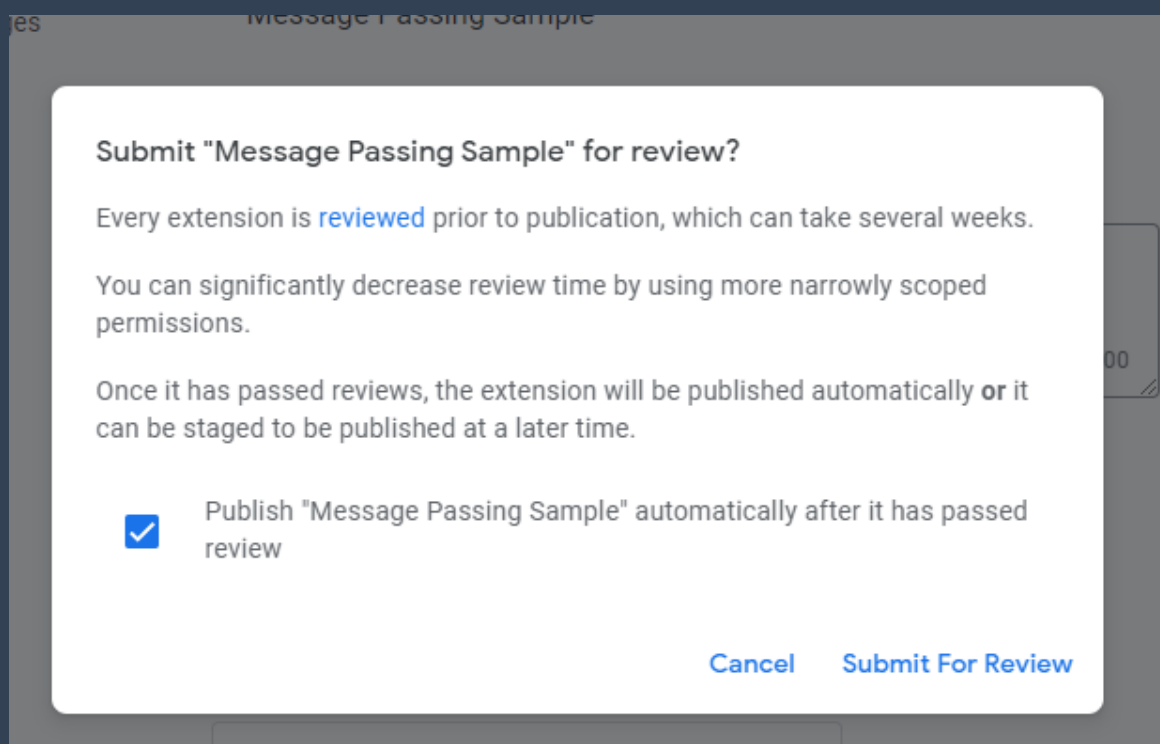 Message Passing Sample
Submit "Message Passing Sample" for review?
Every extension is reviewed prior to publication, which can take several weeks.
You can significantly decrease review time by using more narrowly scoped
permissions.
Once it has passed reviews, the extension will be published automatically or it
can be staged to be published at a later time.
Publish "Message Passing Sample" automatically after it has passed
review
Cancel Submit For Review